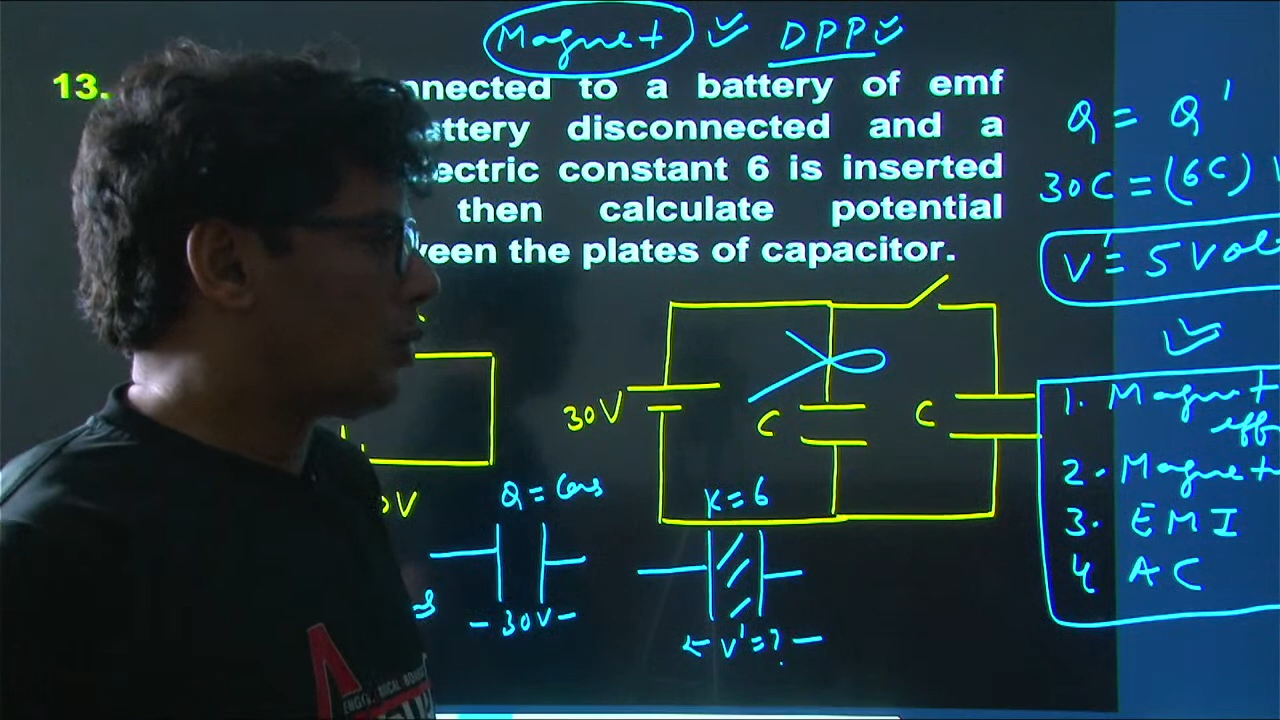 Magnet DPP
13. nnected to a battery of emf
ttery disconnected and a
ectric constant 6 is inserted
then calculate potential
ween the plates of capacitor.
Q = Q'
30C = (6C) V
V' = 5 Vol
30V
C
C
V
Q = Cons
K = 6
- 30V -
← V' = ? -
1. Magnet
eff
2. Magnet
3. EMI
4 AC
A